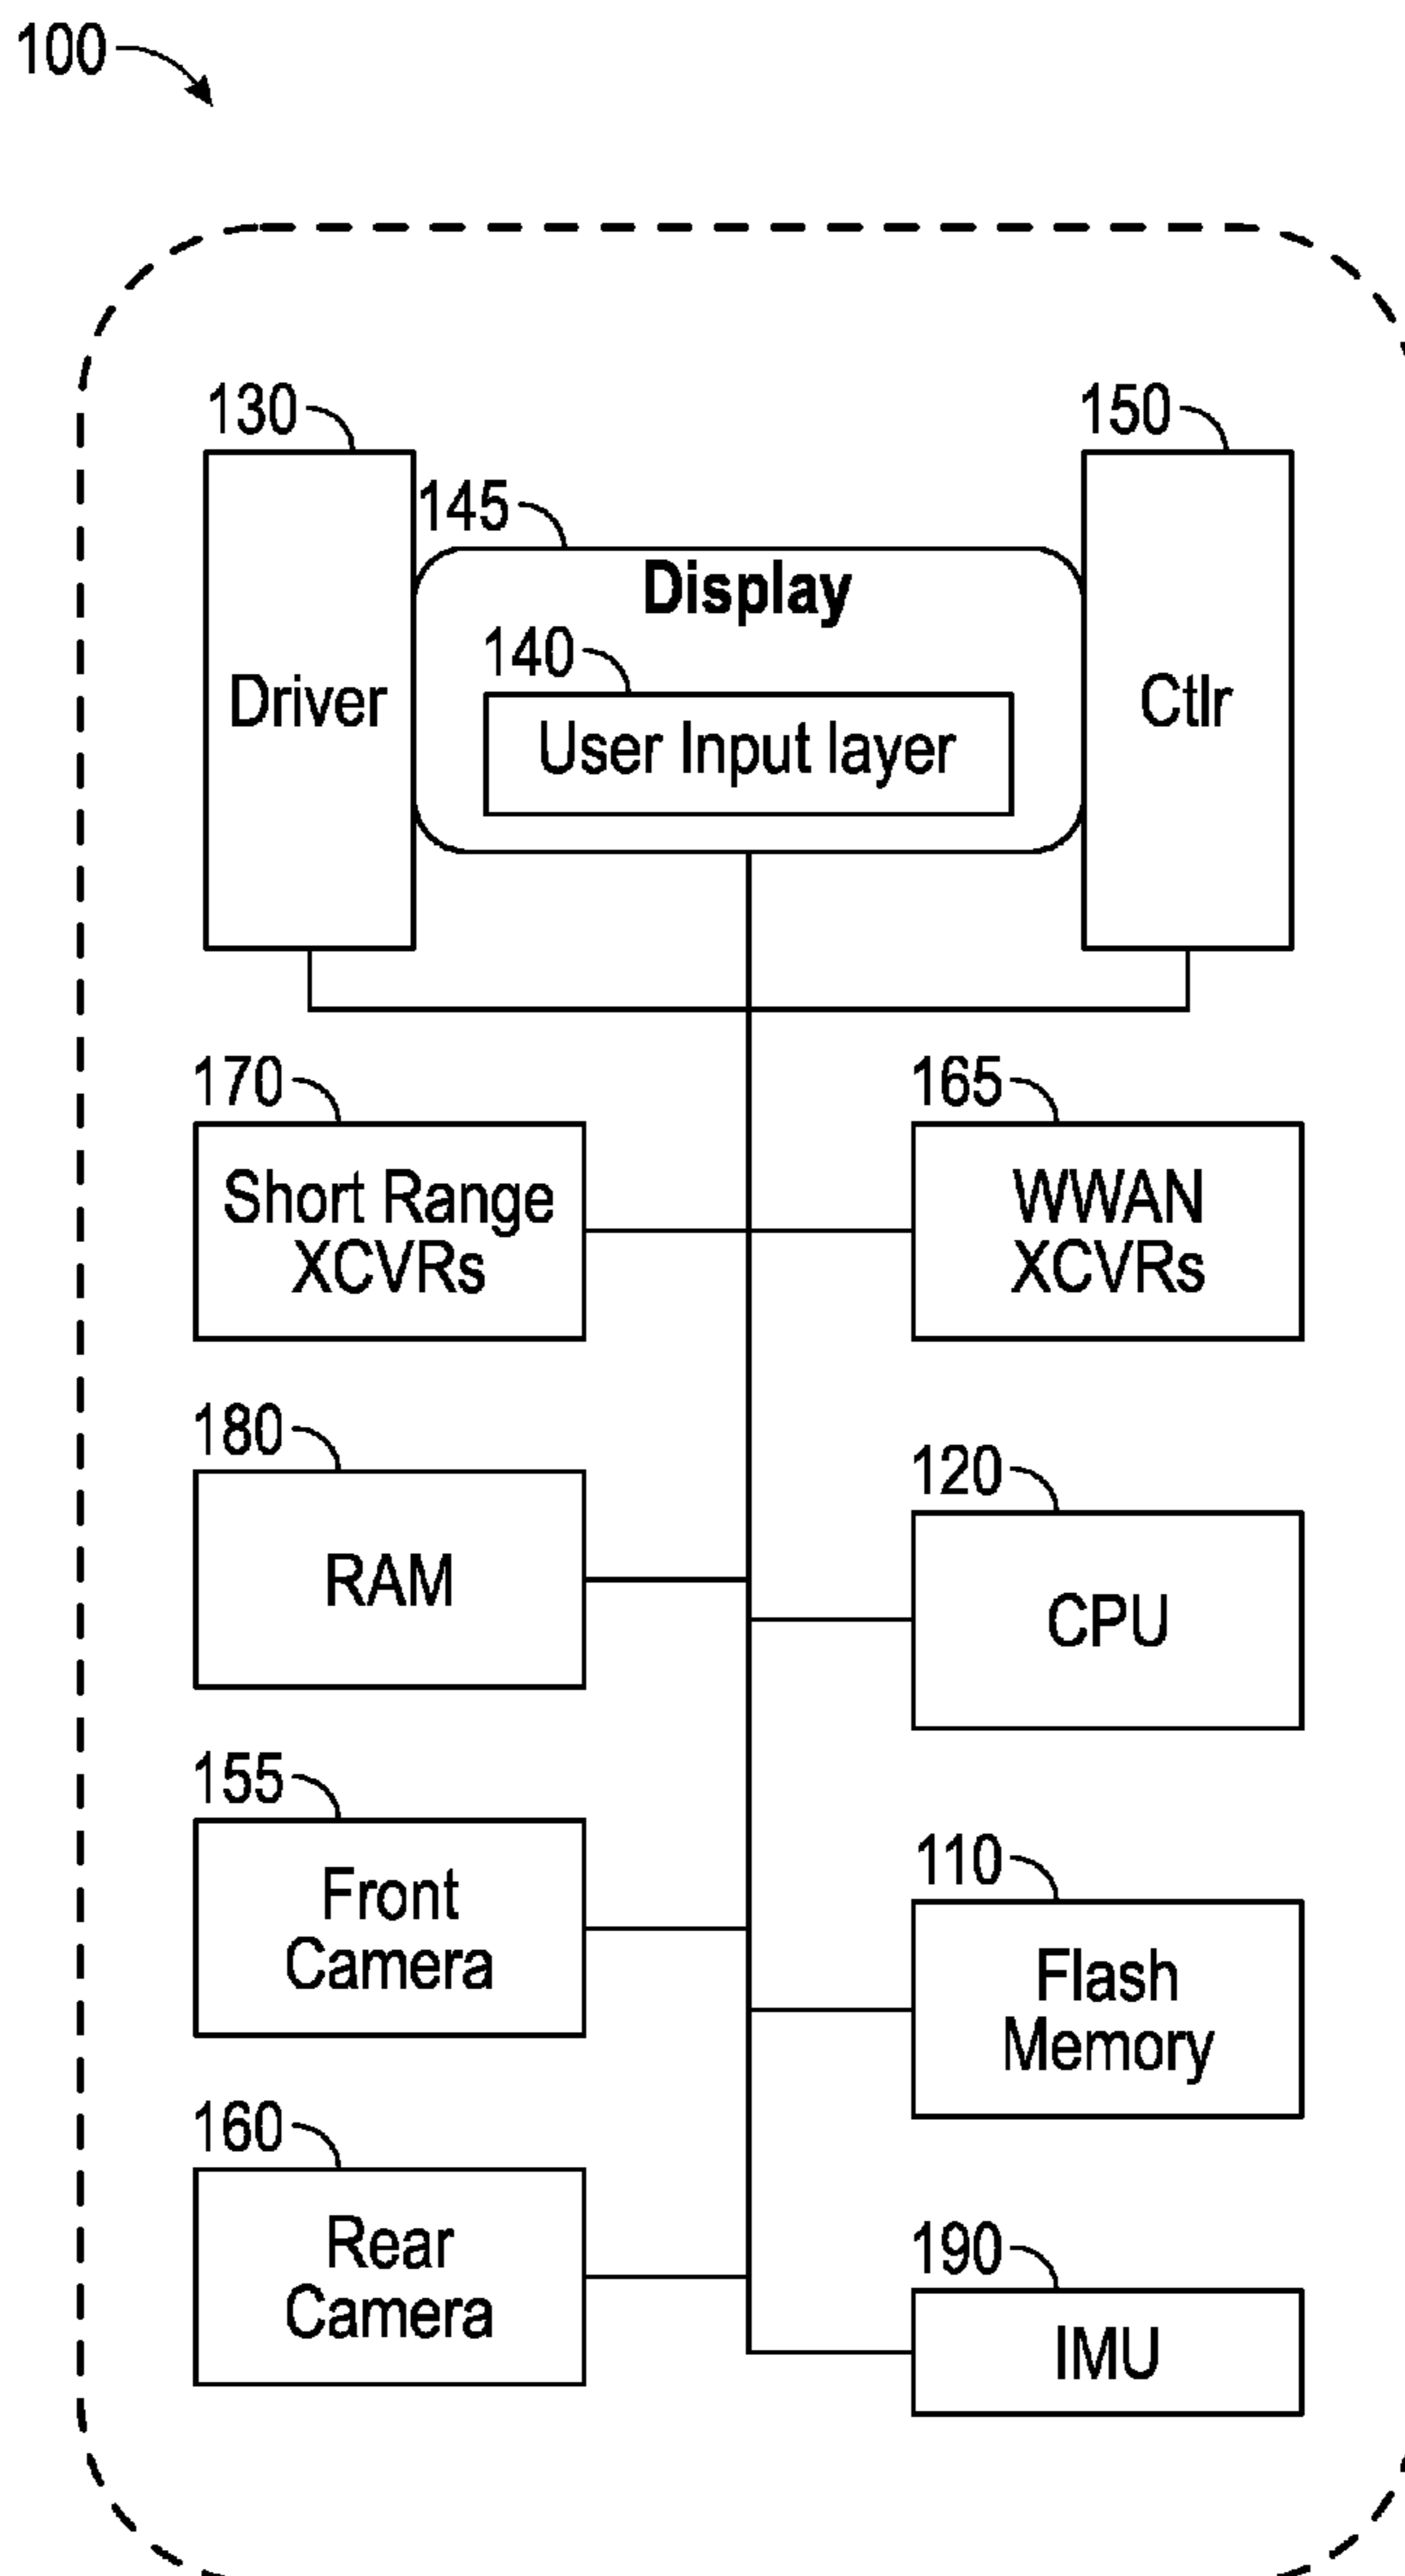 100
130
150
145
Display
140
Driver
User Input layer
Ctlr
170
165
Short Range
XCVRs
WWAN
XCVRs
180
120
RAM
CPU
155
110
Front
Camera
Flash
Memory
160
190
Rear
Camera
IMU